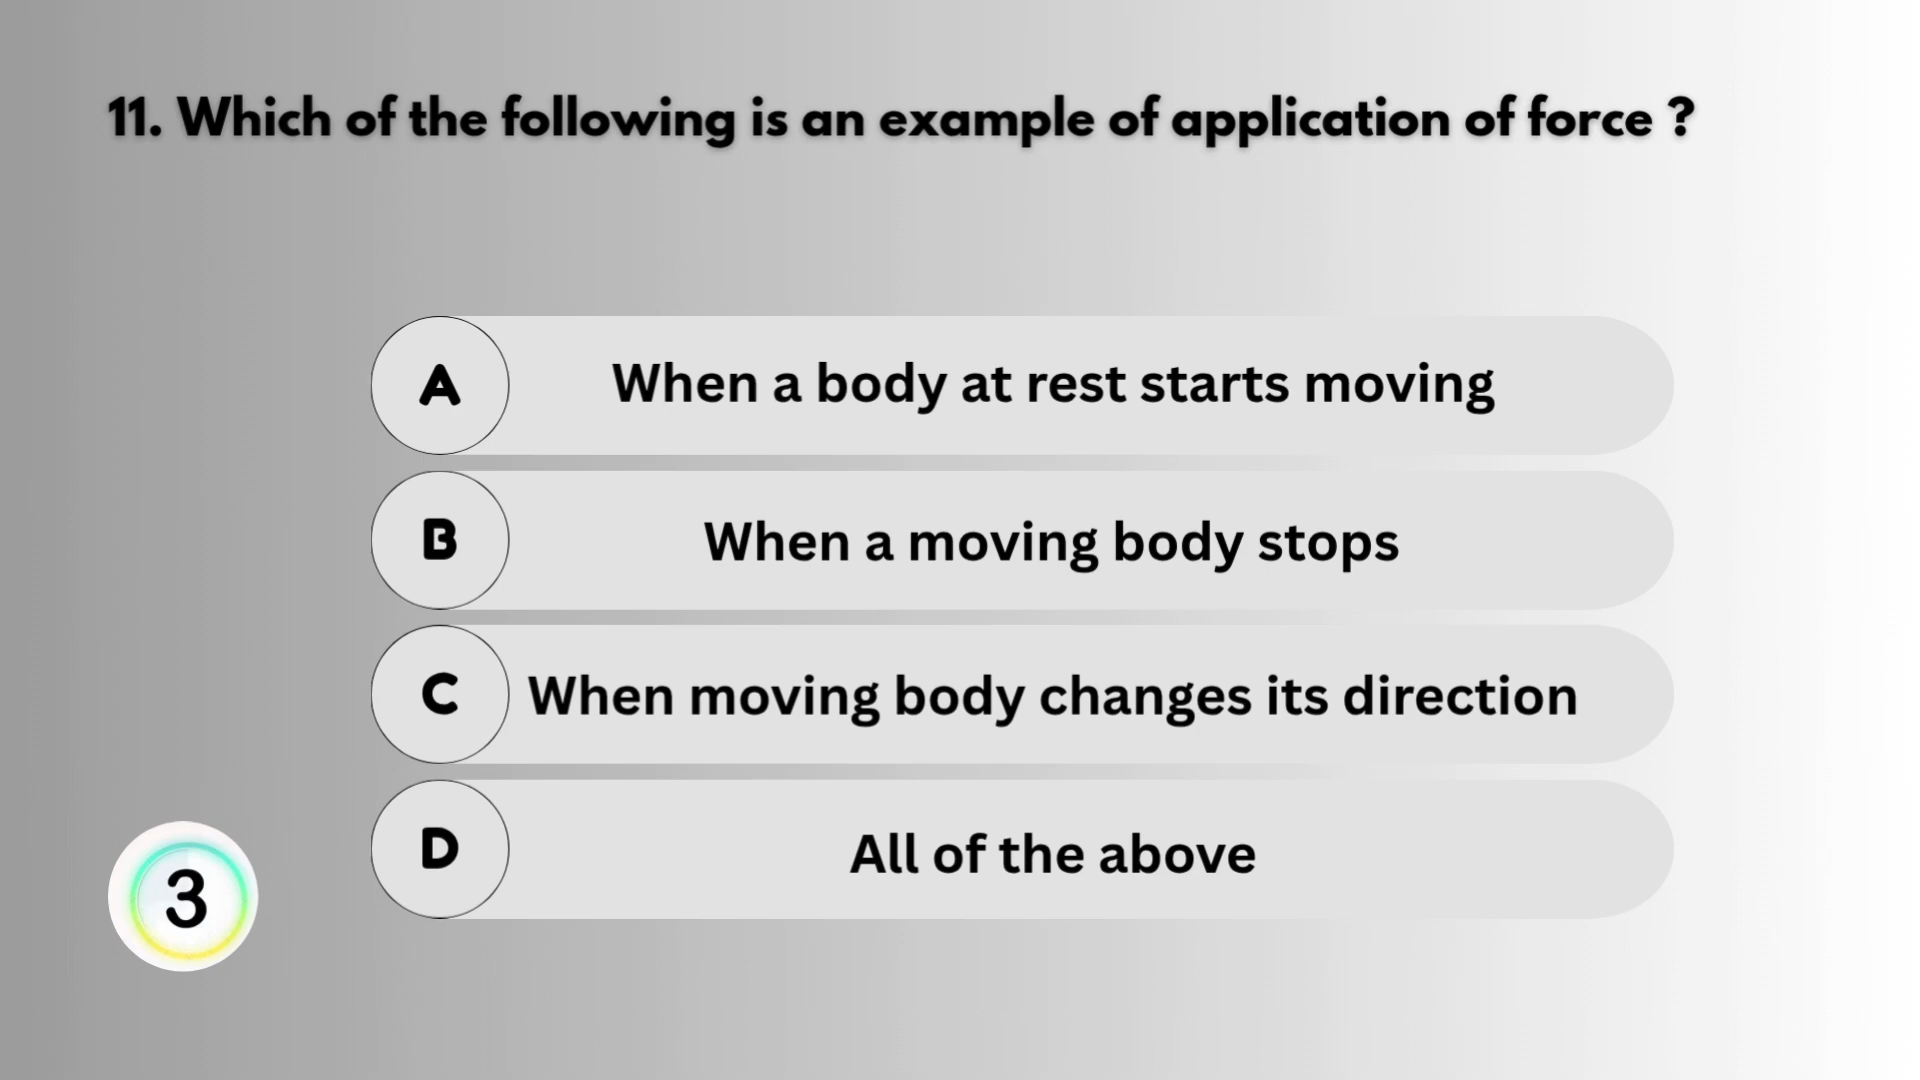 11. Which of the following is an example of application of force ?
A When a body at rest starts moving
B When a moving body stops
C When moving body changes its direction
D All of the above
3